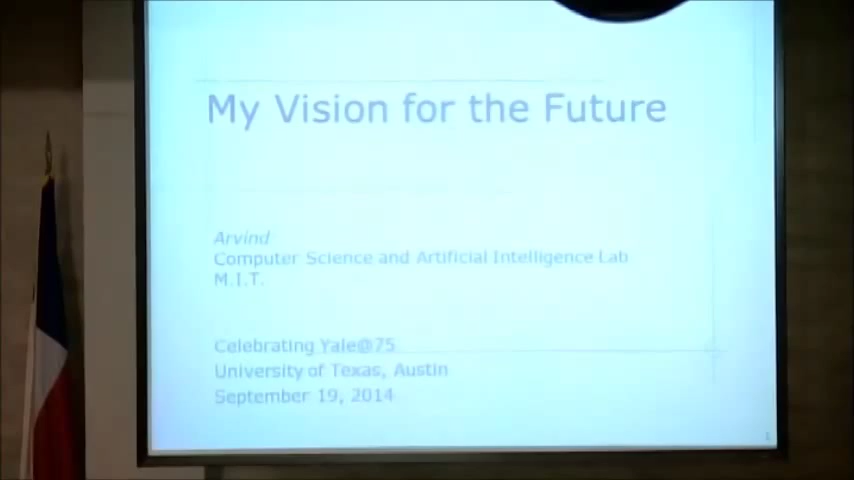 My Vision for the Future
Arvind
Computer Science and Artificial Intelligence Lab
M.I.T.
Celebrating Yale@75
University of Texas, Austin
September 19, 2014
1